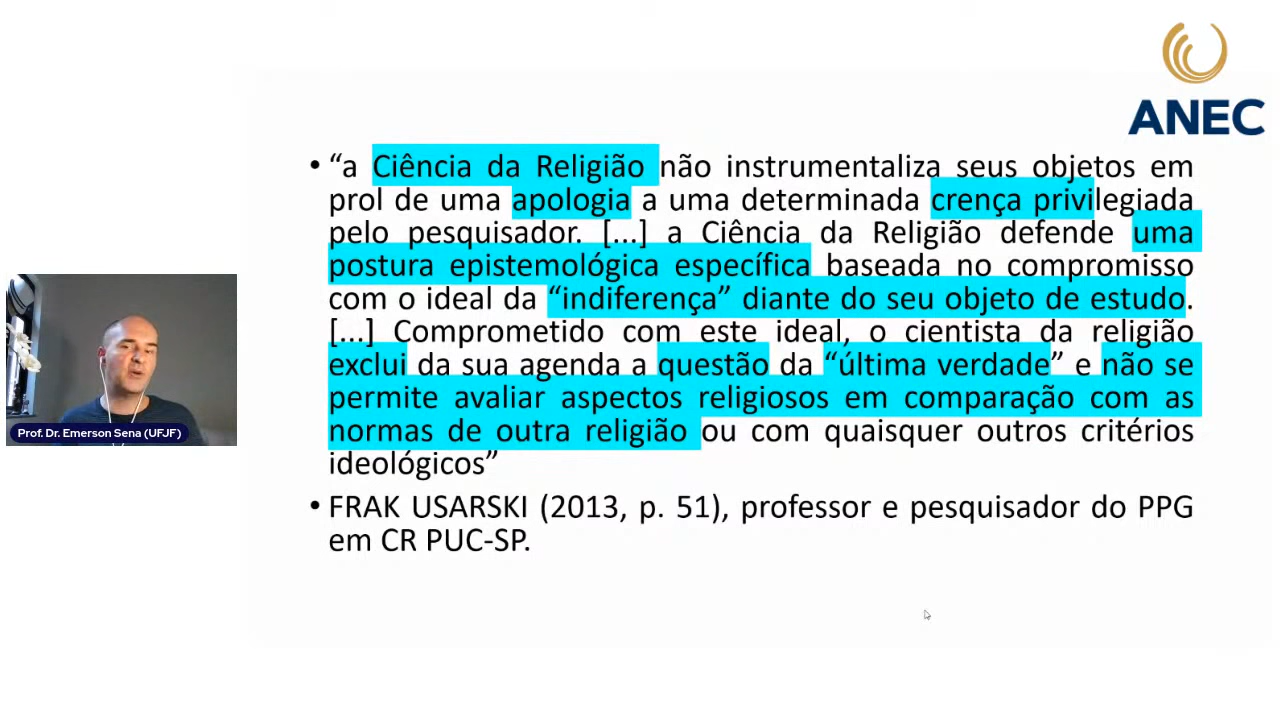 ANEC
• “a Ciência da Religião não instrumentaliza seus objetos em
prol de uma apologia a uma determinada crença privilegiada
pelo pesquisador. [...] a Ciência da Religião defende uma
postura epistemológica específica baseada no compromisso
com o ideal da “indiferença” diante do seu objeto de estudo.
[...] Comprometido com este ideal, o cientista da religião
exclui da sua agenda a questão da “última verdade” e não se
permite avaliar aspectos religiosos em comparação com as
normas de outra religião ou com quaisquer outros critérios
ideológicos”
• FRAK USARSKI (2013, p. 51), professor e pesquisador do PPG
em CR PUC-SP.
Prof. Dr. Emerson Sena (UFJF)